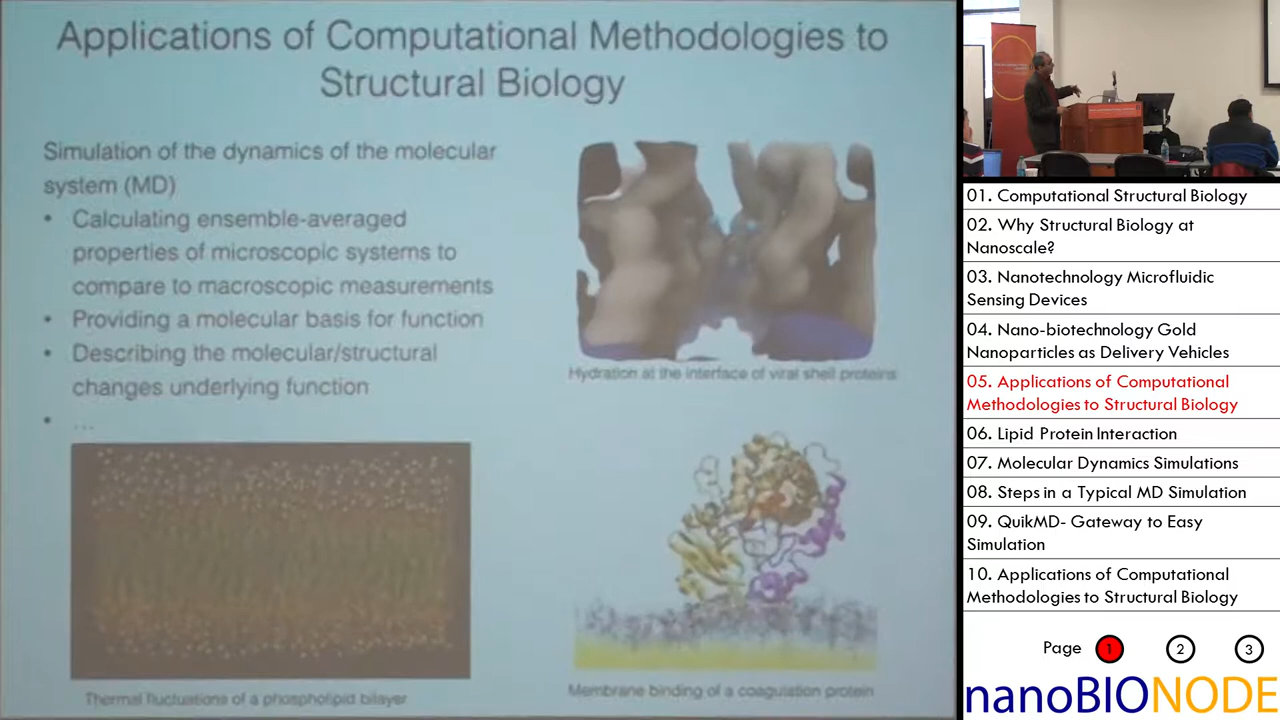 Applications of Computational Methodologies to
Structural Biology
Simulation of the dynamics of the molecular
system (MD)
• Calculating ensemble-averaged
properties of microscopic systems to
compare to macroscopic measurements
• Providing a molecular basis for function
• Describing the molecular/structural
changes underlying function
• ...
Hydration at the interface of viral shell proteins
Thermal fluctuations of a phospholipid bilayer
Membrane binding of a coagulation protein
01. Computational Structural Biology
02. Why Structural Biology at
Nanoscale?
03. Nanotechnology Microfluidic
Sensing Devices
04. Nano-biotechnology Gold
Nanoparticles as Delivery Vehicles
05. Applications of Computational
Methodologies to Structural Biology
06. Lipid Protein Interaction
07. Molecular Dynamics Simulations
08. Steps in a Typical MD Simulation
09. QuikMD- Gateway to Easy
Simulation
10. Applications of Computational
Methodologies to Structural Biology
Page 1 2 3
nanoBIONODE